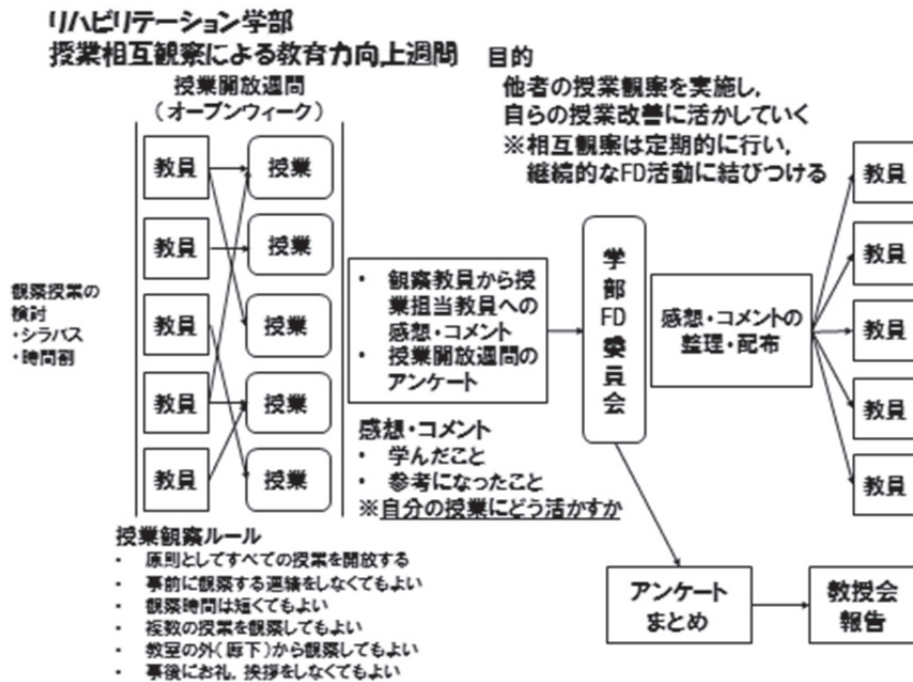 リハビリテーション学部
授業相互観察による教育力向上週間
目的
他者の授業観察を実施し，
自らの授業改善に活かしていく
※相互観察は定期的に行い，
継続的なFD活動に結びつける
授業開放週間
（オープンウィーク）
教員
授業
教員
授業
教員
授業
教員
授業
教員
授業
観察授業の
検討
・シラバス
・時間割
・ 観察教員から授
業担当教員への
感想・コメント
・ 授業開放週間の
アンケート
感想・コメント
・ 学んだこと
・ 参考になったこと
※自分の授業にどう活かすか
学部FD委員会
感想・コメントの
整理・配布
教員
教員
教員
教員
教員
アンケート
まとめ
教授会
報告
授業観察ルール
・ 原則としてすべての授業を開放する
・ 事前に観察する連絡をしなくてもよい
・ 観察時間は短くてもよい
・ 複数の授業を観察してもよい
・ 教室の外（廊下）から観察してもよい
・ 事後にお礼，挨拶をしなくてもよい